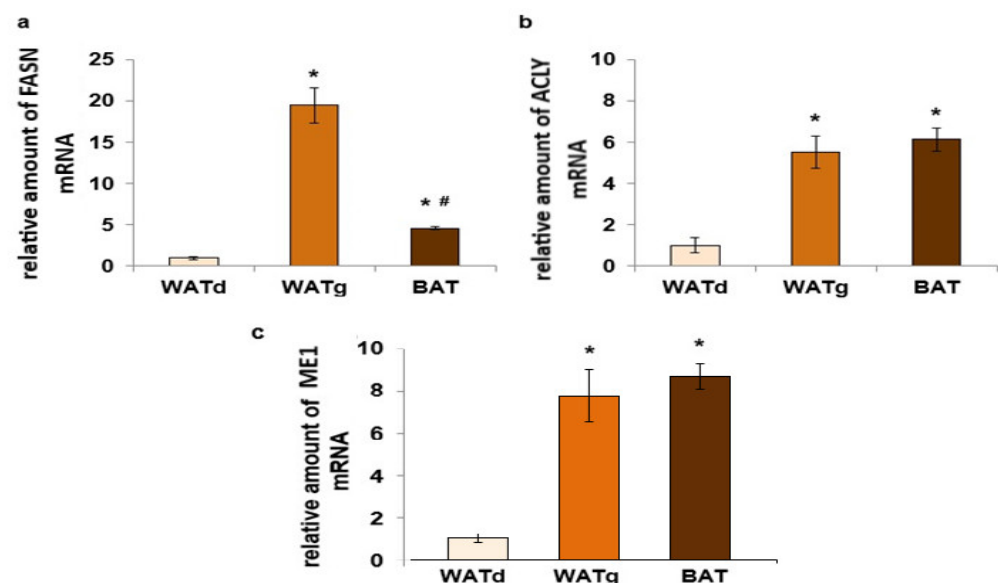 a
relative amount of FASN
mRNA
25
20
15
10
5
0
*
* #
WATd WATg BAT
b
relative amount of ACLY
mRNA
10
8
6
4
2
0
*
*
WATd WATg BAT
c
relative amount of ME1
mRNA
10
8
6
4
2
0
*
*
WATd WATg BAT